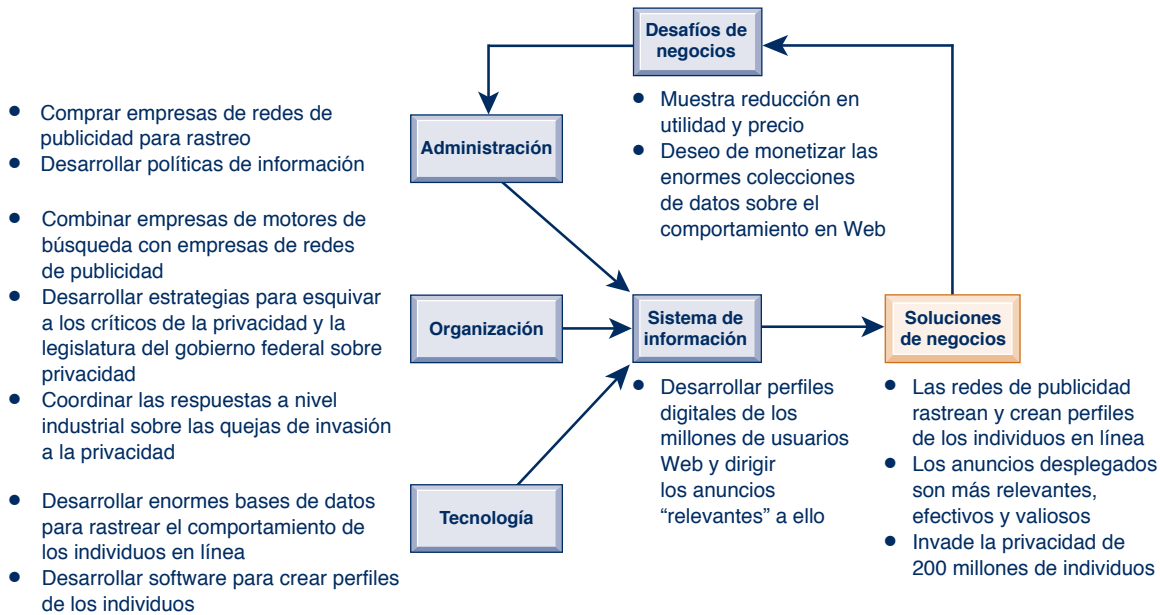 Desafíos de
negocios
● Muestra reducción en
utilidad y precio
● Deseo de monetizar las
enormes colecciones
de datos sobre el
comportamiento en Web
● Comprar empresas de redes de
publicidad para rastreo
● Desarrollar políticas de información
Administración
● Combinar empresas de motores de
búsqueda con empresas de redes
de publicidad
● Desarrollar estrategias para esquivar
a los críticos de la privacidad y la
legislatura del gobierno federal sobre
privacidad
● Coordinar las respuestas a nivel
industrial sobre las quejas de invasión
a la privacidad
Organización
Sistema de
información
● Desarrollar perfiles
digitales de los
millones de usuarios
Web y dirigir
los anuncios
“relevantes” a ello
Soluciones
de negocios
● Las redes de publicidad
rastrean y crean perfiles
de los individuos en línea
● Los anuncios desplegados
son más relevantes,
efectivos y valiosos
● Invade la privacidad de
200 millones de individuos
● Desarrollar enormes bases de datos
para rastrear el comportamiento de
los individuos en línea
● Desarrollar software para crear perfiles
de los individuos
Tecnología